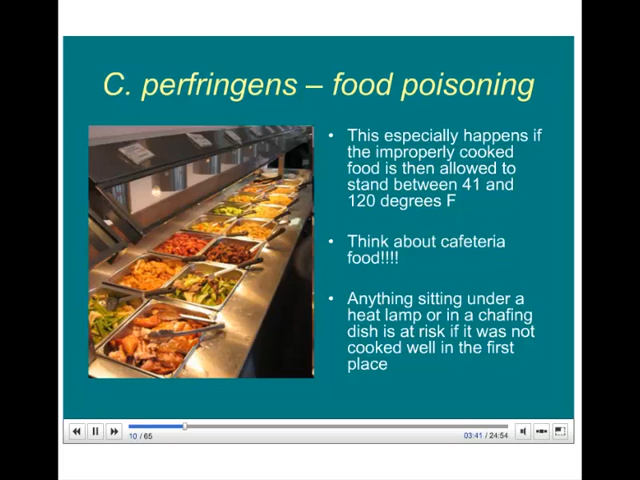 C. perfringens – food poisoning
• This especially happens if
the improperly cooked
food is then allowed to
stand between 41 and
120 degrees F
• Think about cafeteria
food!!!!
• Anything sitting under a
heat lamp or in a chafing
dish is at risk if it was not
cooked well in the first
place
10 / 65
03:41 / 24:54